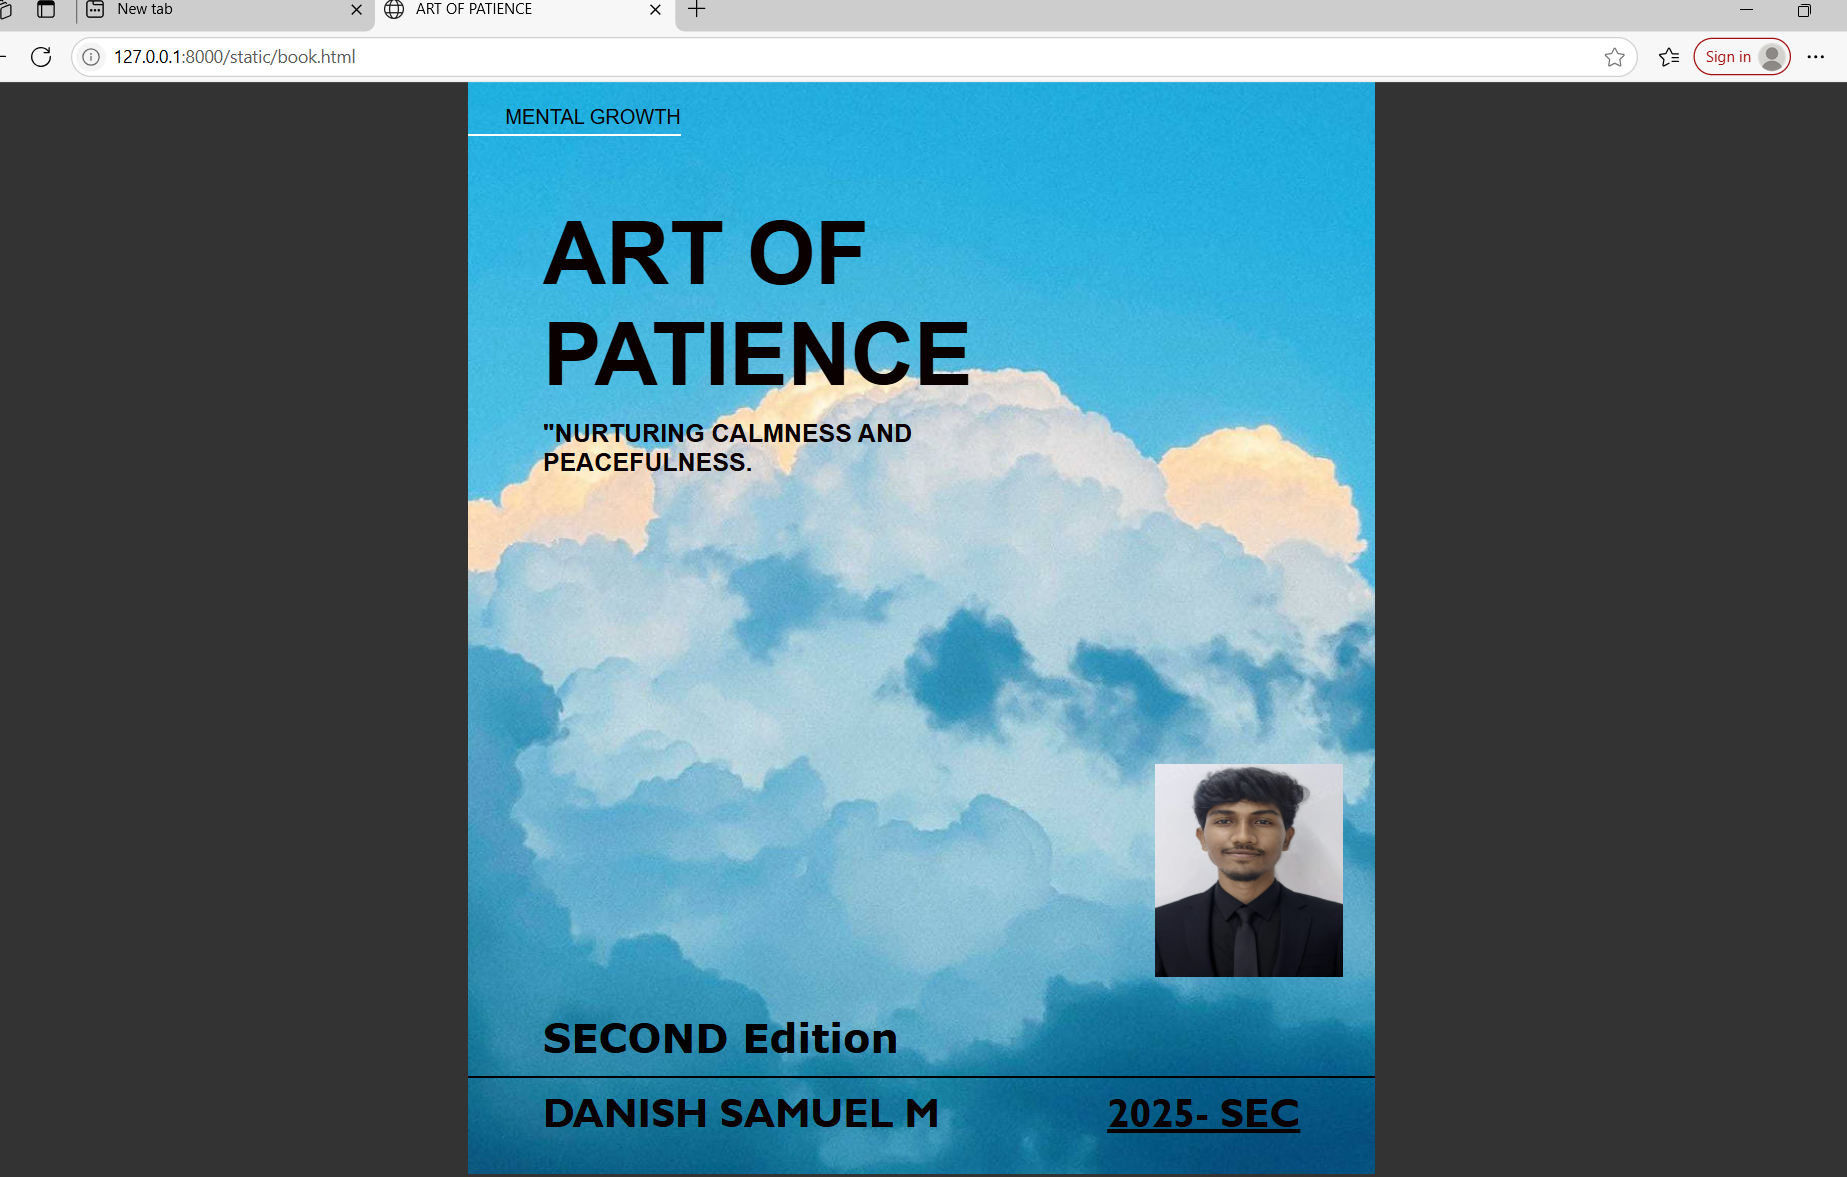 New tab
ART OF PATIENCE
127.0.0.1:8000/static/book.html
Sign in
MENTAL GROWTH
ART OF
PATIENCE
"NURTURING CALMNESS AND
PEACEFULNESS.
SECOND Edition
DANISH SAMUEL M
2025- SEC